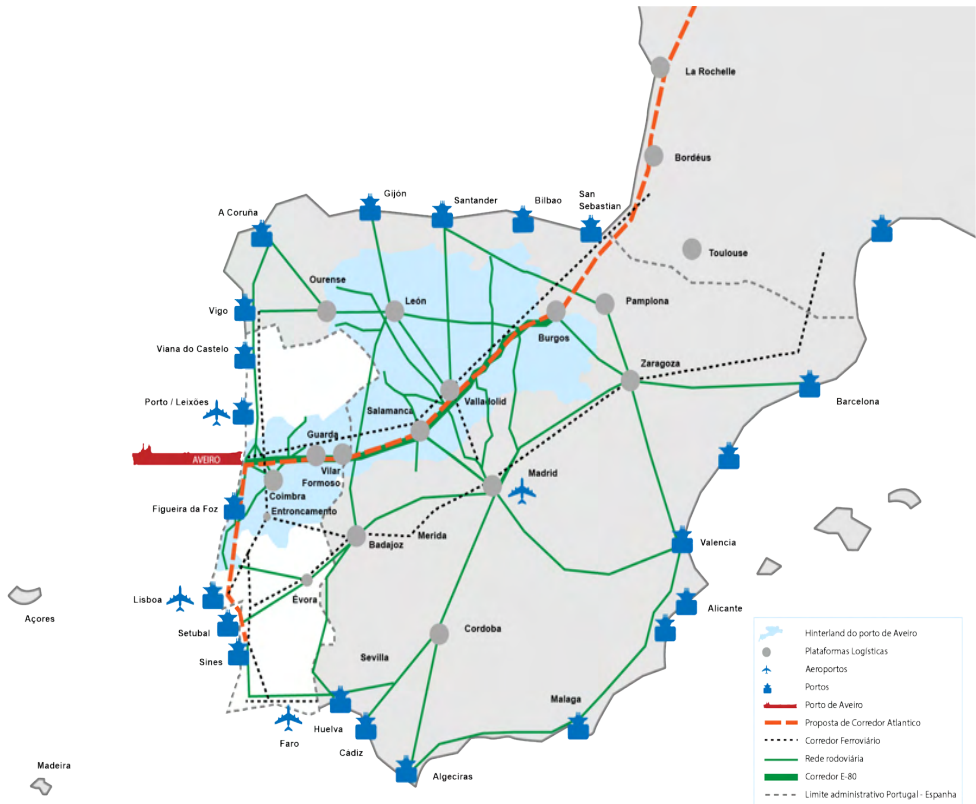 La Rochelle
Bordéus
Gijón
Santander
Bilbao
San
Sebastian
A Coruña
Toulouse
Ourense
León
Pamplona
Vigo
Burgos
Viana do Castelo
Zaragoza
Porto / Leixões
Salamanca
Valladolid
Barcelona
Guarda
AVEIRO
Vilar
Formoso
Madrid
Coimbra
Figueira da Foz
Entroncamento
Merida
Badajoz
Valencia
Lisboa
Évora
Açores
Alicante
Setubal
Cordoba
Sines
Sevilla
Malaga
Huelva
Faro
Cádiz
Madeira
Algeciras
Hinterland do porto de Aveiro
Plataformas Logísticas
Aeroportos
Portos
Porto de Aveiro
Proposta de Corredor Atlantico
Corredor Ferroviário
Rede rodoviária
Corredor E-80
Limite administrativo Portugal - Espanha